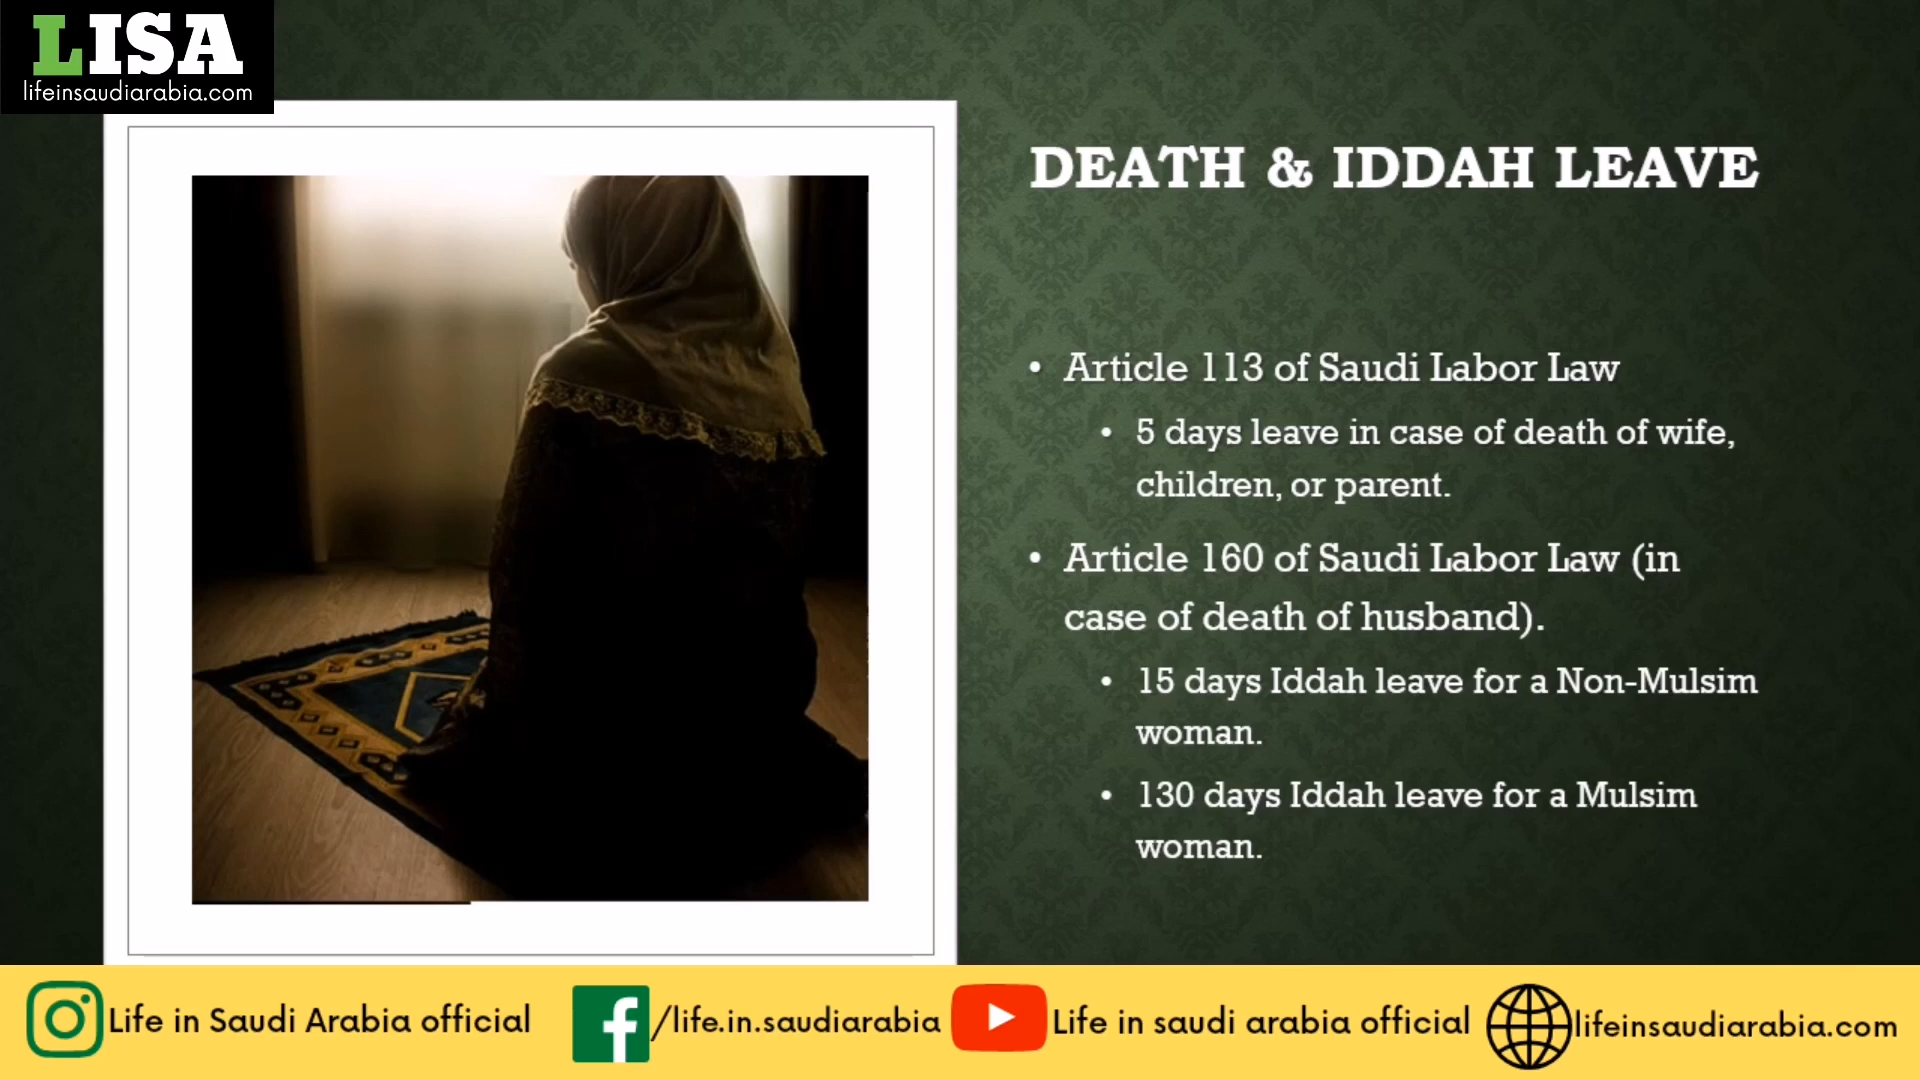 LISA
lifeinsaudiarabia.com
DEATH & IDDAH LEAVE
• Article 113 of Saudi Labor Law
• 5 days leave in case of death of wife,
children, or parent.
• Article 160 of Saudi Labor Law (in
case of death of husband).
• 15 days Iddah leave for a Non-Mulsim
woman.
• 130 days Iddah leave for a Mulsim
woman.
Life in Saudi Arabia official
/life.in.saudiarabia
Life in saudi arabia official
lifeinsaudiarabia.com